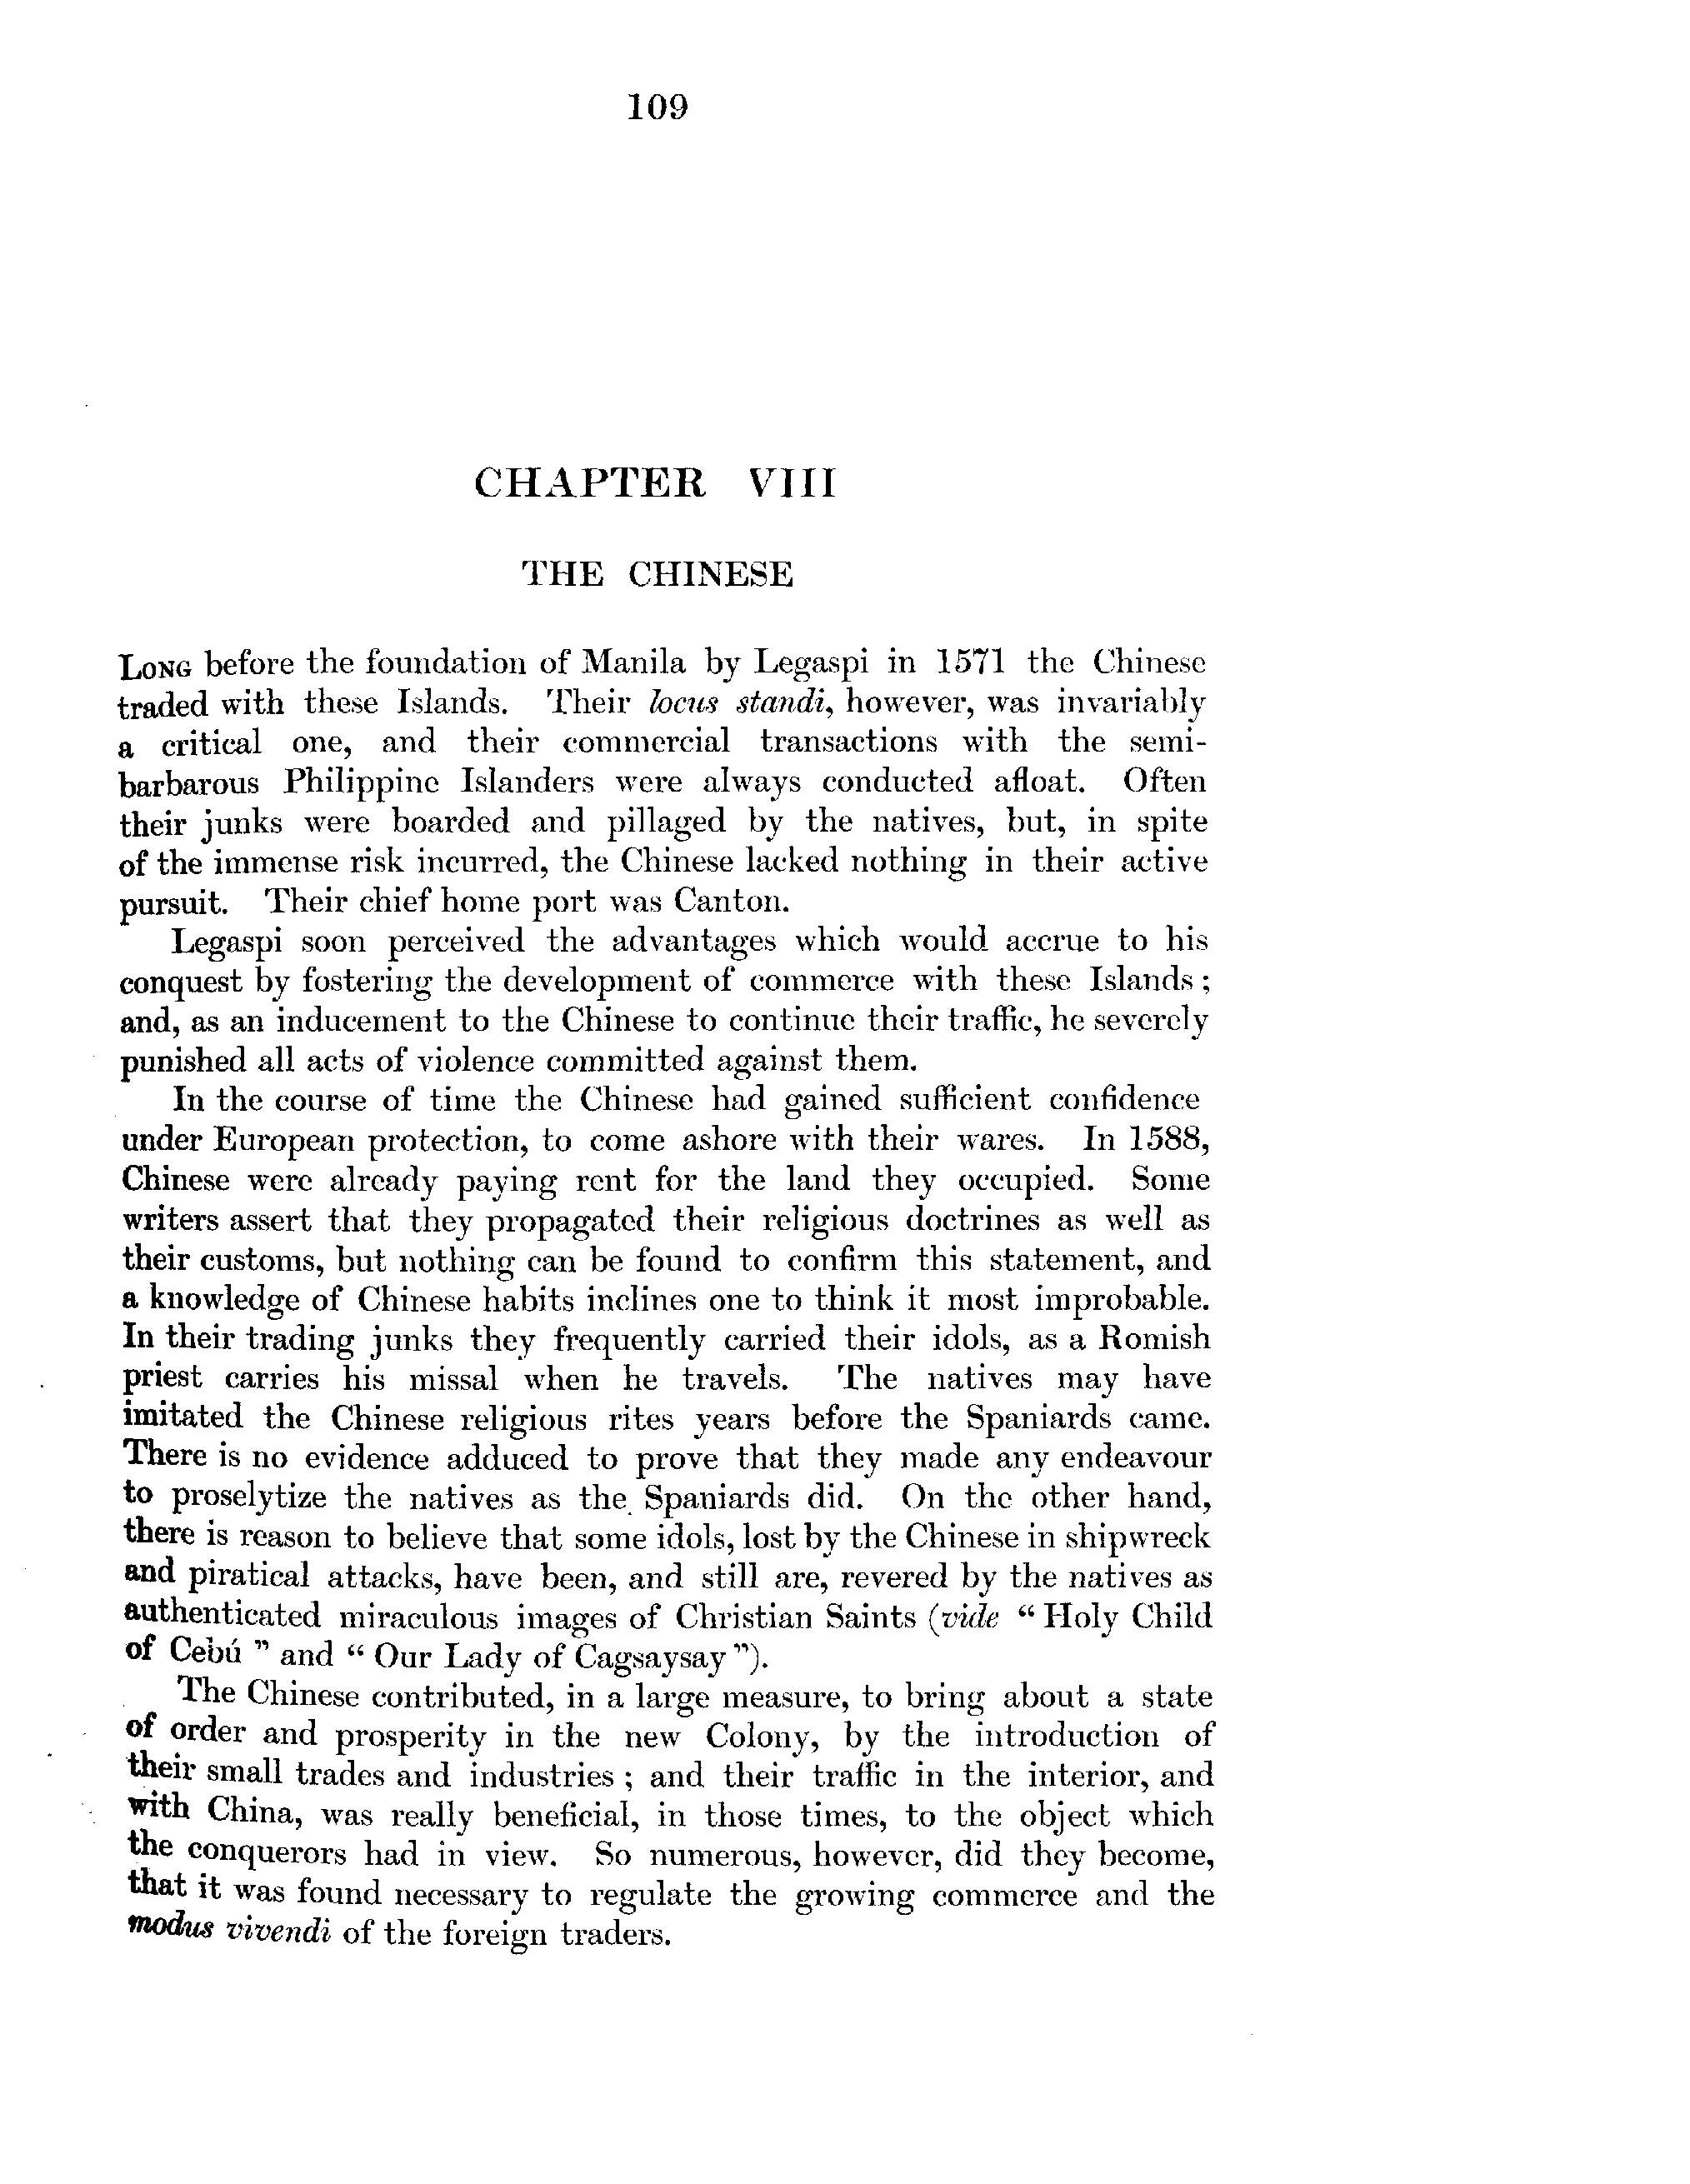 109
CHAPTER VIII
THE CHINESE
LONG before the foundation of Manila by Legaspi in 1571 the Chinese
traded with these Islands. Their locus standi, however, was invariably
a critical one, and their commercial transactions with the semi-
barbarous Philippine Islanders were always conducted afloat. Often
their junks were boarded and pillaged by the natives, but, in spite
of the immense risk incurred, the Chinese lacked nothing in their active
pursuit. Their chief home port was Canton.
Legaspi soon perceived the advantages which would accrue to his
conquest by fostering the development of commerce with these Islands ;
and, as an inducement to the Chinese to continue their traffic, he severely
punished all acts of violence committed against them.
In the course of time the Chinese had gained sufficient confidence
under European protection, to come ashore with their wares. In 1588,
Chinese were already paying rent for the land they occupied. Some
writers assert that they propagated their religious doctrines as well as
their customs, but nothing can be found to confirm this statement, and
a knowledge of Chinese habits inclines one to think it most improbable.
In their trading junks they frequently carried their idols, as a Romish
priest carries his missal when he travels. The natives may have
imitated the Chinese religious rites years before the Spaniards came.
There is no evidence adduced to prove that they made any endeavour
to proselytize the natives as the Spaniards did. On the other hand,
there is reason to believe that some idols, lost by the Chinese in shipwreck
and piratical attacks, have been, and still are, revered by the natives as
authenticated miraculous images of Christian Saints (vide “ Holy Child
of Cebú ” and “ Our Lady of Cagsaysay ”).
The Chinese contributed, in a large measure, to bring about a state
of order and prosperity in the new Colony, by the introduction of
their small trades and industries ; and their traffic in the interior, and
with China, was really beneficial, in those times, to the object which
the conquerors had in view. So numerous, however, did they become,
that it was found necessary to regulate the growing commerce and the
modus vivendi of the foreign traders.